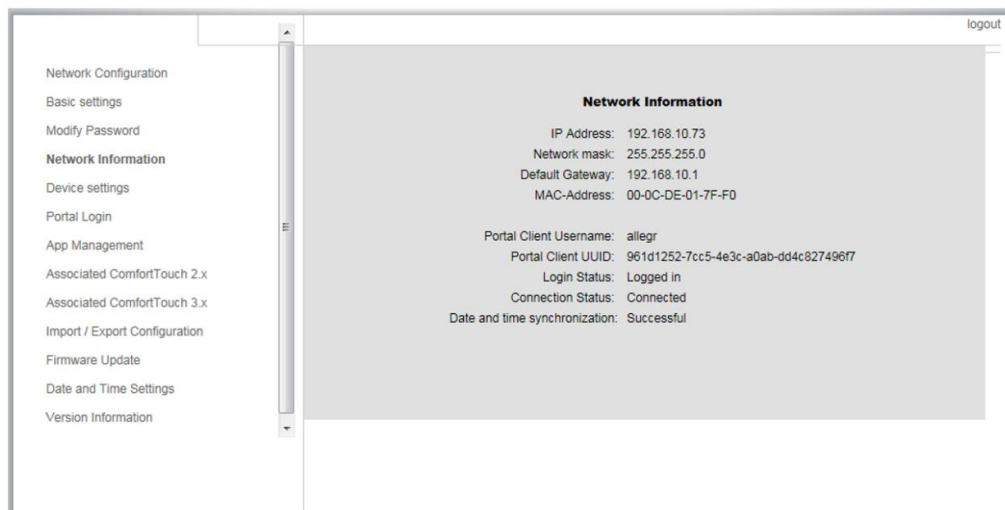 logout
Network Configuration
Basic settings
Modify Password
Network Information
Device settings
Portal Login
App Management
Associated ComfortTouch 2.x
Associated ComfortTouch 3.x
Import / Export Configuration
Firmware Update
Date and Time Settings
Version Information
Network Information
IP Address: 192.168.10.73
Network mask: 255.255.255.0
Default Gateway: 192.168.10.1
MAC-Address: 00-0C-DE-01-7F-F0
Portal Client Username: allegr
Portal Client UUID: 961d1252-7cc5-4e3c-a0ab-dd4c827496f7
Login Status: Logged in
Connection Status: Connected
Date and time synchronization: Successful